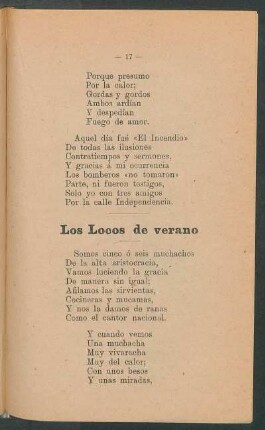 — 17 —
Porque presumo
Por la calor;
Gordas y gordos
Ambos ardían
Y despedían
Fuego de amor.
Aquel día fué «El Incendio»
De todas las ilusiones
Contratiempos y sermones,
Y gracias á mi ocurrencia
Los bomberos «no tomaron»
Parte, ni fueron testigos,
Solo yo con tres amigos
Por la calle Independencia.
Los Locos de verano
Somos cinco ó seis muchachos
De la alta aristocracia,
Vamos luciendo la gracia
De manera sin igual;
Afilamos las sirvientas,
Cocineras y mucamas,
Y nos la damos de ranas
Como el cantor nacional.
Y cuando vemos
Una muchacha
Muy vivaracha
Muy del calor;
Con unos besos
Y unas miradas,